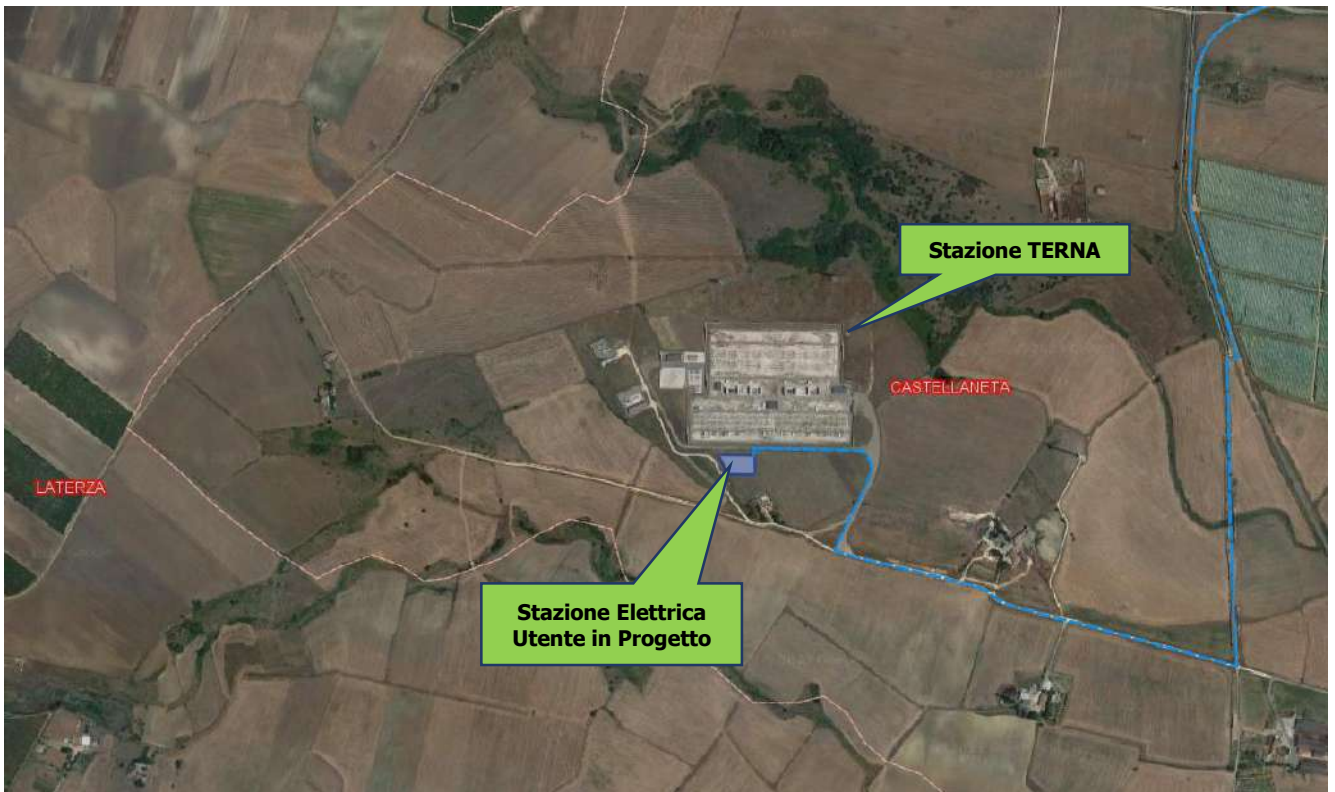 Stazione TERNA
CASTELLANETA
LATERZA
Stazione Elettrica
Utente in Progetto